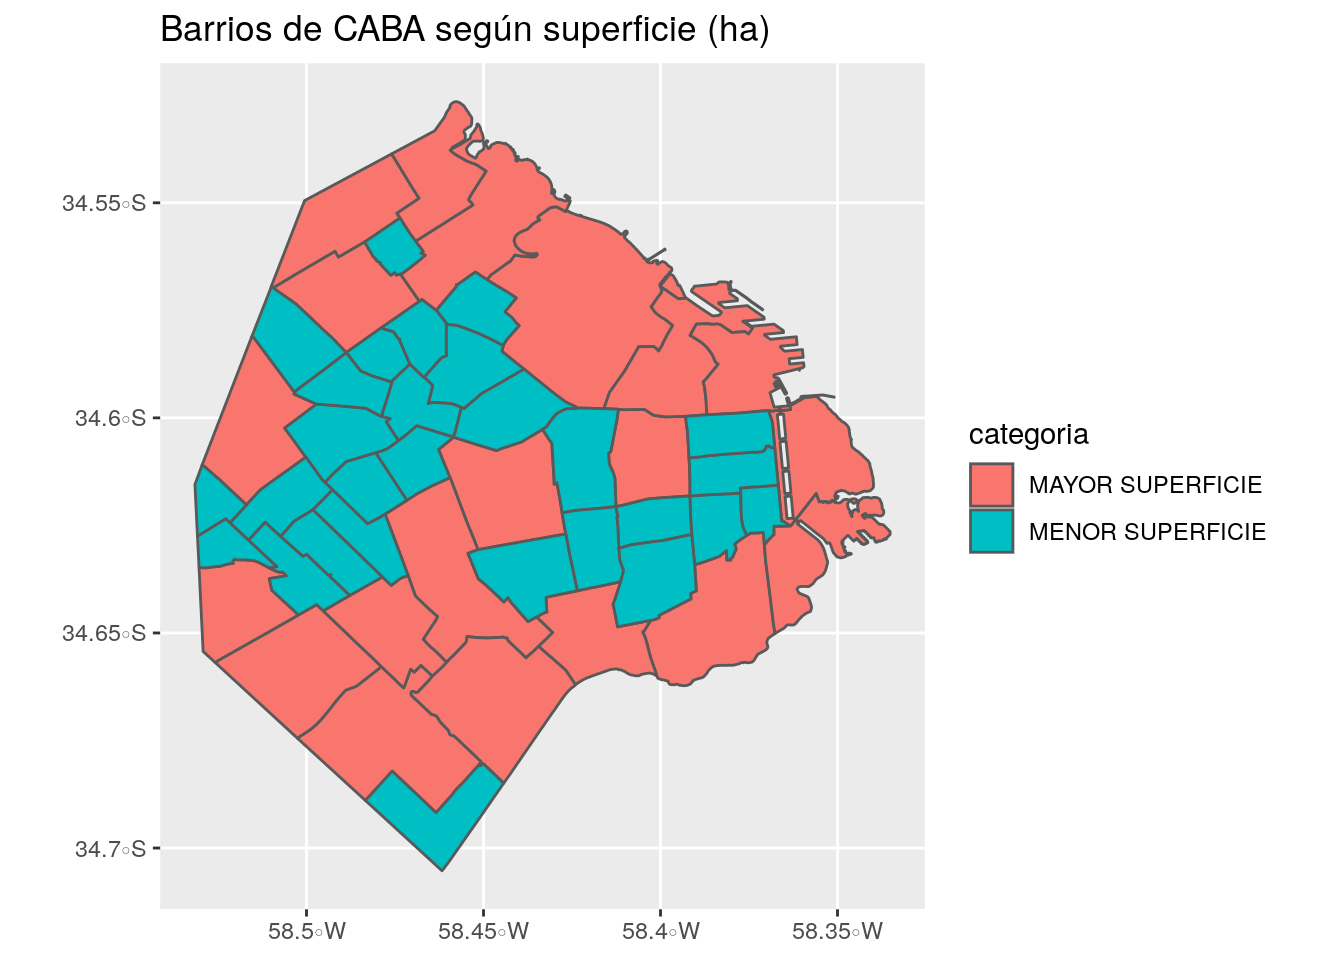 Barrios de CABA según superficie (ha)
34.55◦S
34.6◦S
34.65◦S
34.7◦S
58.5◦W
58.45◦W
58.4◦W
58.35◦W
categoria
MAYOR SUPERFICIE
MENOR SUPERFICIE